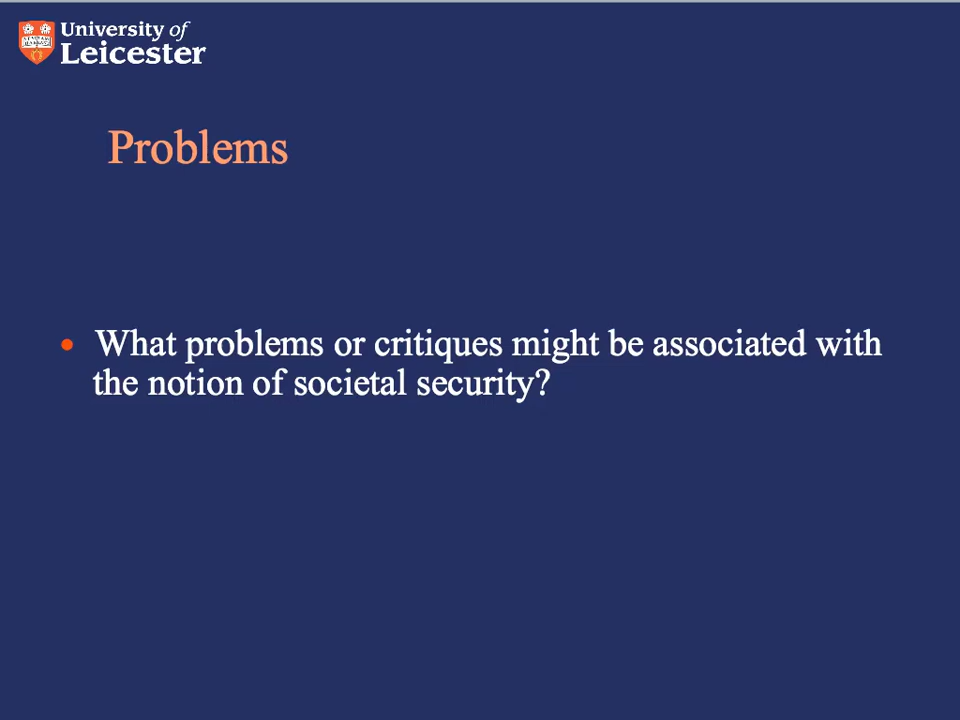 University of
Leicester
Problems
• What problems or critiques might be associated with
the notion of societal security?